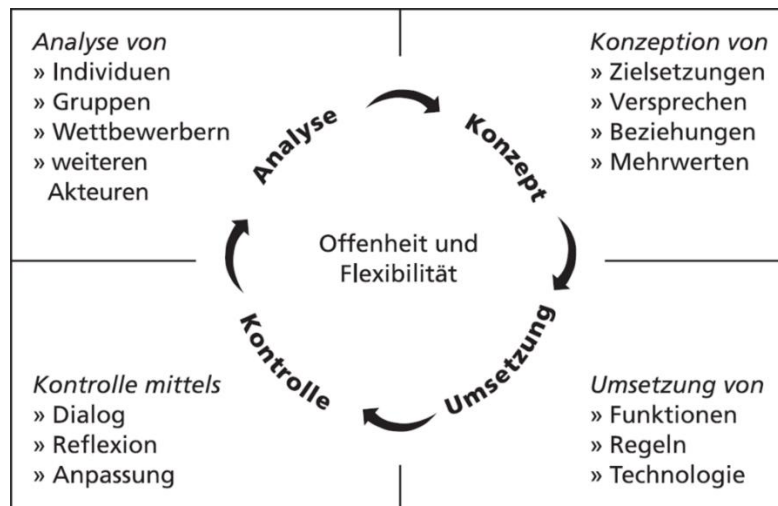 Analyse von
» Individuen
» Gruppen
» Wettbewerbern
» weiteren
Akteuren
Konzeption von
» Zielsetzungen
» Versprechen
» Beziehungen
» Mehrwerten
Analyse
Konzept
Offenheit und
Flexibilität
Kontrolle
Umsetzung
Kontrolle mittels
» Dialog
» Reflexion
» Anpassung
Umsetzung von
» Funktionen
» Regeln
» Technologie